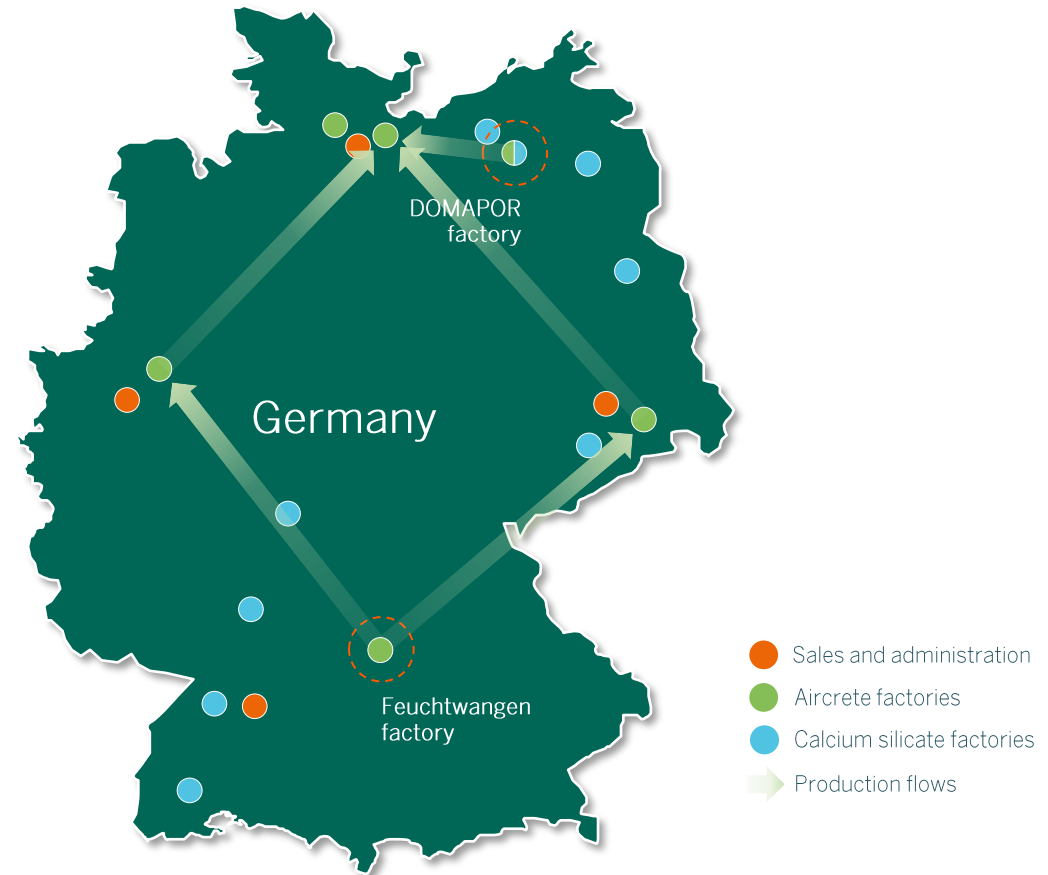 DOMAPOR
factory
Germany
Feuchtwangen
factory
Sales and administration
Aircrete factories
Calcium silicate factories
Production flows